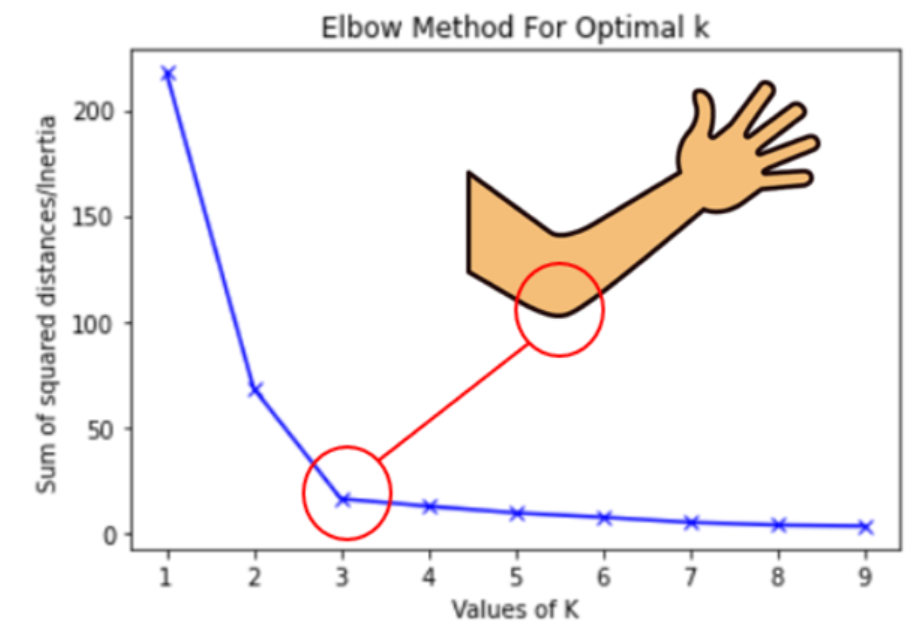 Elbow Method For Optimal k
Sum of squared distances/Inertia
200
150
100
50
0
1 2 3 4 5 6 7 8 9
Values of K